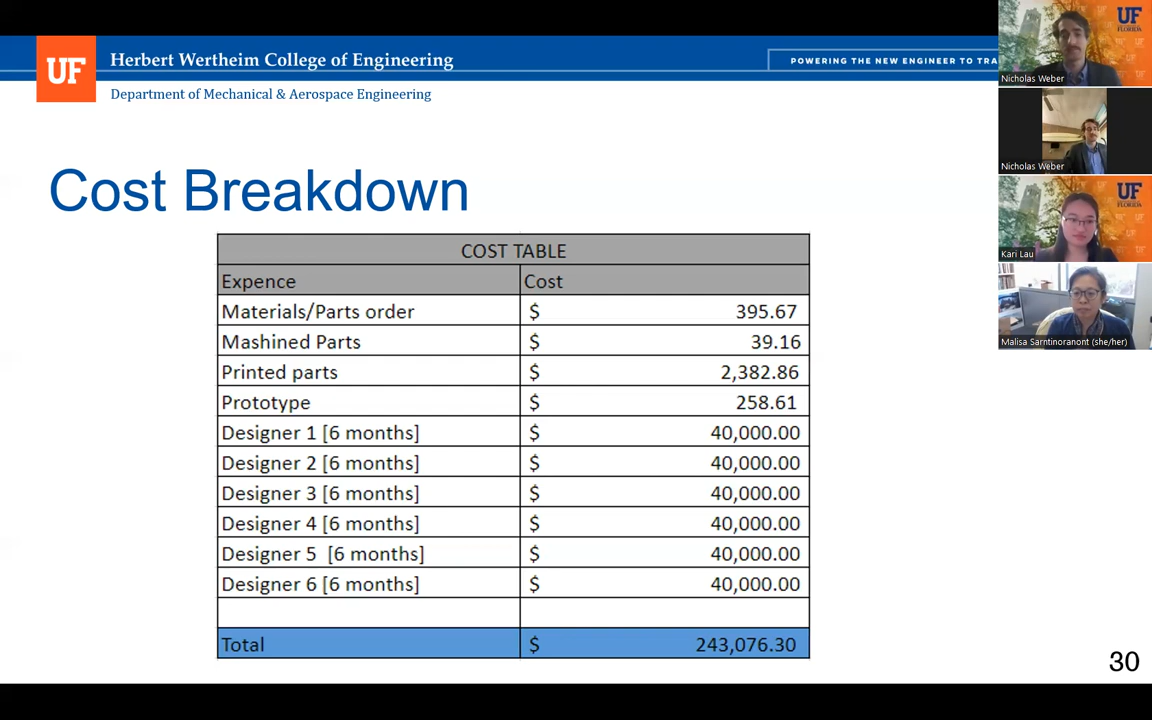 UF
Herbert Wertheim College of Engineering
POWERING THE NEW ENGINEER TO TRA
Department of Mechanical & Aerospace Engineering
Cost Breakdown
COST TABLE
Expence Cost
Materials/Parts order $ 395.67
Mashined Parts $ 39.16
Printed parts $ 2,382.86
Prototype $ 258.61
Designer 1 [6 months] $ 40,000.00
Designer 2 [6 months] $ 40,000.00
Designer 3 [6 months] $ 40,000.00
Designer 4 [6 months] $ 40,000.00
Designer 5 [6 months] $ 40,000.00
Designer 6 [6 months] $ 40,000.00
Total $ 243,076.30
30
UF
FLORIDA
Nicholas Weber
Nicholas Weber
UF
FLORIDA
Kari Lau
Malisa Sarntinoranont (she/her)